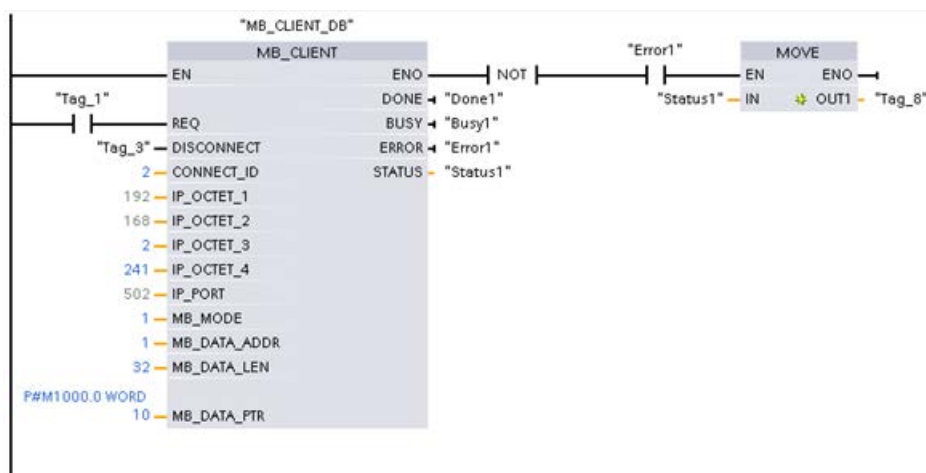 "MB_CLIENT_DB"
MB_CLIENT
EN ENO NOT "Error1" MOVE EN ENO
"Tag_1" DONE "Done1" "Status1" IN OUT1 "Tag_8"
REQ BUSY "Busy1"
"Tag_3" DISCONNECT ERROR "Error1"
2 CONNECT_ID STATUS "Status1"
192 IP_OCTET_1
168 IP_OCTET_2
2 IP_OCTET_3
241 IP_OCTET_4
502 IP_PORT
1 MB_MODE
1 MB_DATA_ADDR
32 MB_DATA_LEN
P#M1000.0 WORD
10 MB_DATA_PTR